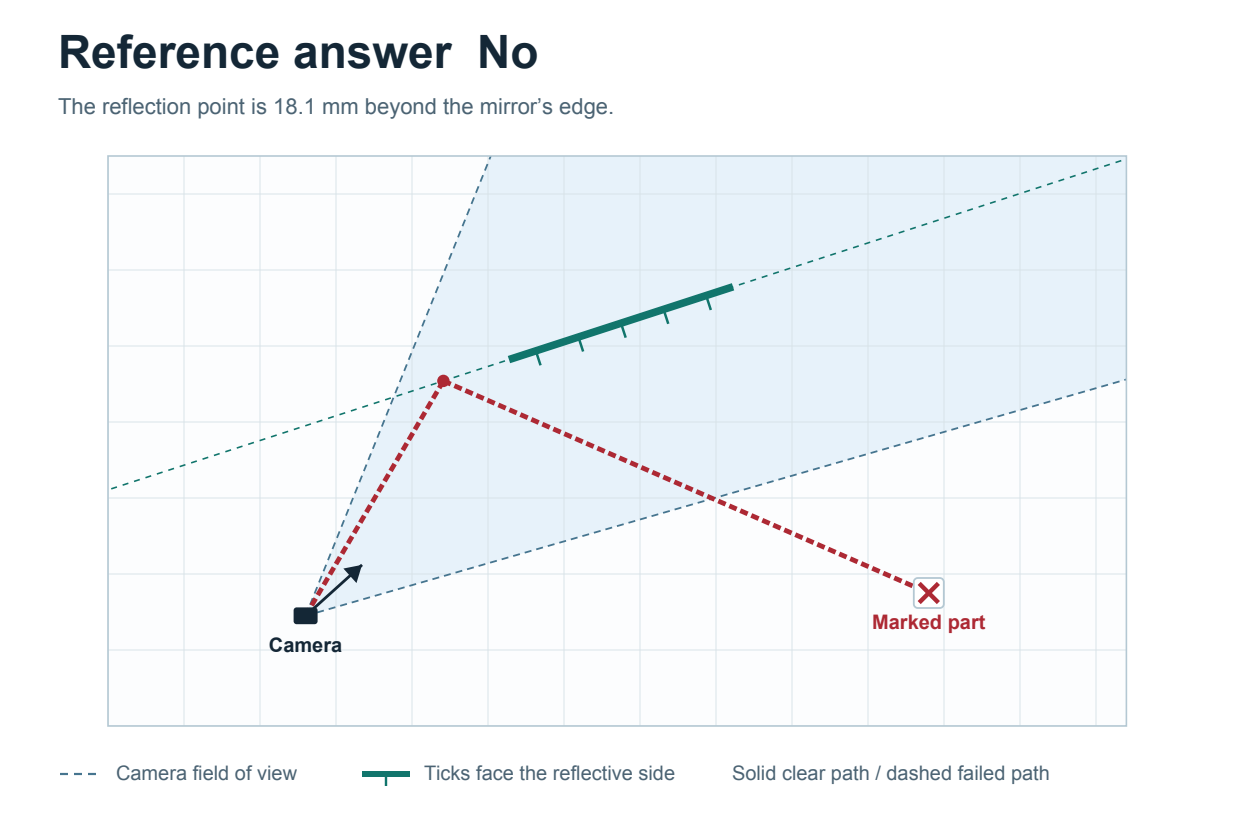 Reference answer  No
The reflection point is 18.1 mm beyond the mirror’s edge.
Camera
Marked part
Camera field of view
Ticks face the reflective side
Solid clear path / dashed failed path